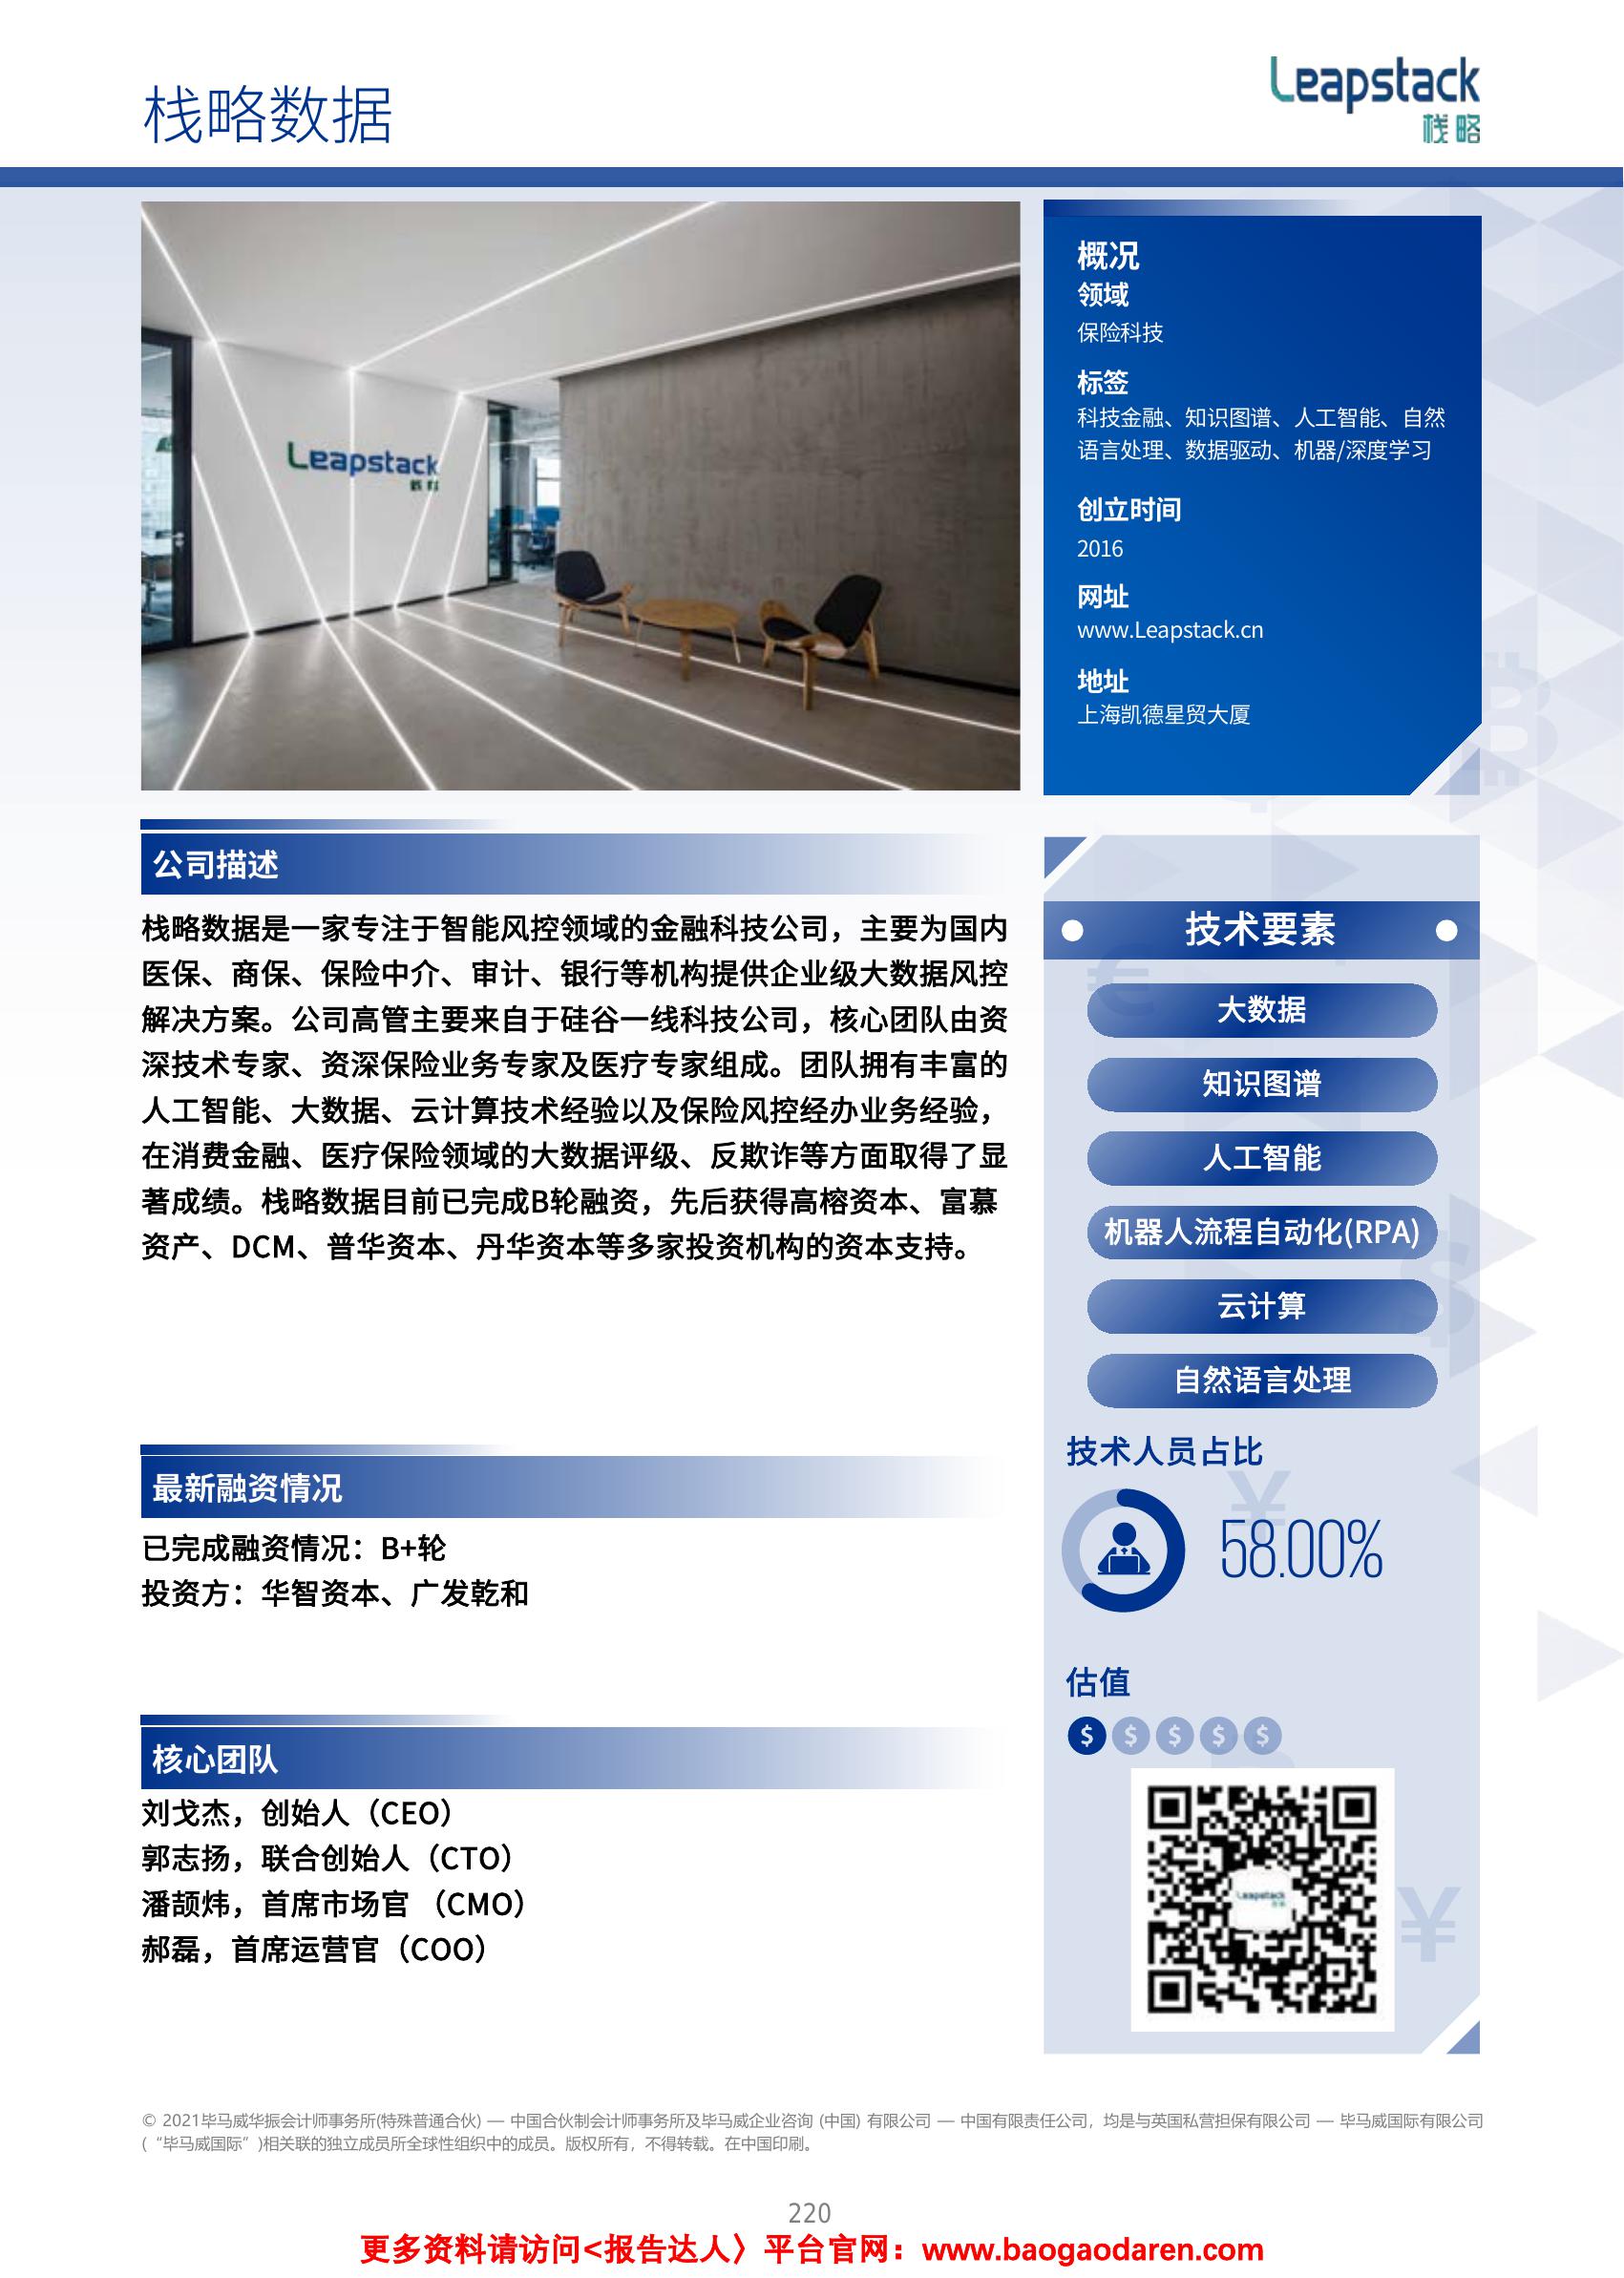 栈略数据
Leapstack
栈略
Leapstack
概况
领域
保险科技
标签
科技金融、知识图谱、人工智能、自然
语言处理、数据驱动、机器/深度学习
创立时间
2016
网址
www.Leapstack.cn
地址
上海凯德星贸大厦
公司描述
栈略数据是一家专注于智能风控领域的金融科技公司，主要为国内
医保、商保、保险中介、审计、银行等机构提供企业级大数据风控
解决方案。公司高管主要来自于硅谷一线科技公司，核心团队由资
深技术专家、资深保险业务专家及医疗专家组成。团队拥有丰富的
人工智能、大数据、云计算技术经验以及保险风控经办业务经验，
在消费金融、医疗保险领域的大数据评级、反欺诈等方面取得了显
著成绩。栈略数据目前已完成B轮融资，先后获得高榕资本、富慕
资产、DCM、普华资本、丹华资本等多家投资机构的资本支持。
最新融资情况
已完成融资情况：B+轮
投资方：华智资本、广发乾和
核心团队
刘戈杰，创始人（CEO）
郭志扬，联合创始人（CTO）
潘颉炜，首席市场官 （CMO）
郝磊，首席运营官（COO）
技术要素
大数据
知识图谱
人工智能
机器人流程自动化(RPA)
云计算
自然语言处理
技术人员占比
58.00%
估值
$ $ $ $ $
Leapstack
© 2021毕马威华振会计师事务所(特殊普通合伙) — 中国合伙制会计师事务所及毕马威企业咨询 (中国) 有限公司 — 中国有限责任公司，均是与英国私营担保有限公司 — 毕马威国际有限公司
(“毕马威国际”)相关联的独立成员所全球性组织中的成员。版权所有，不得转载。在中国印刷。
220
更多资料请访问<报告达人〉平台官网：www.baogaodaren.com